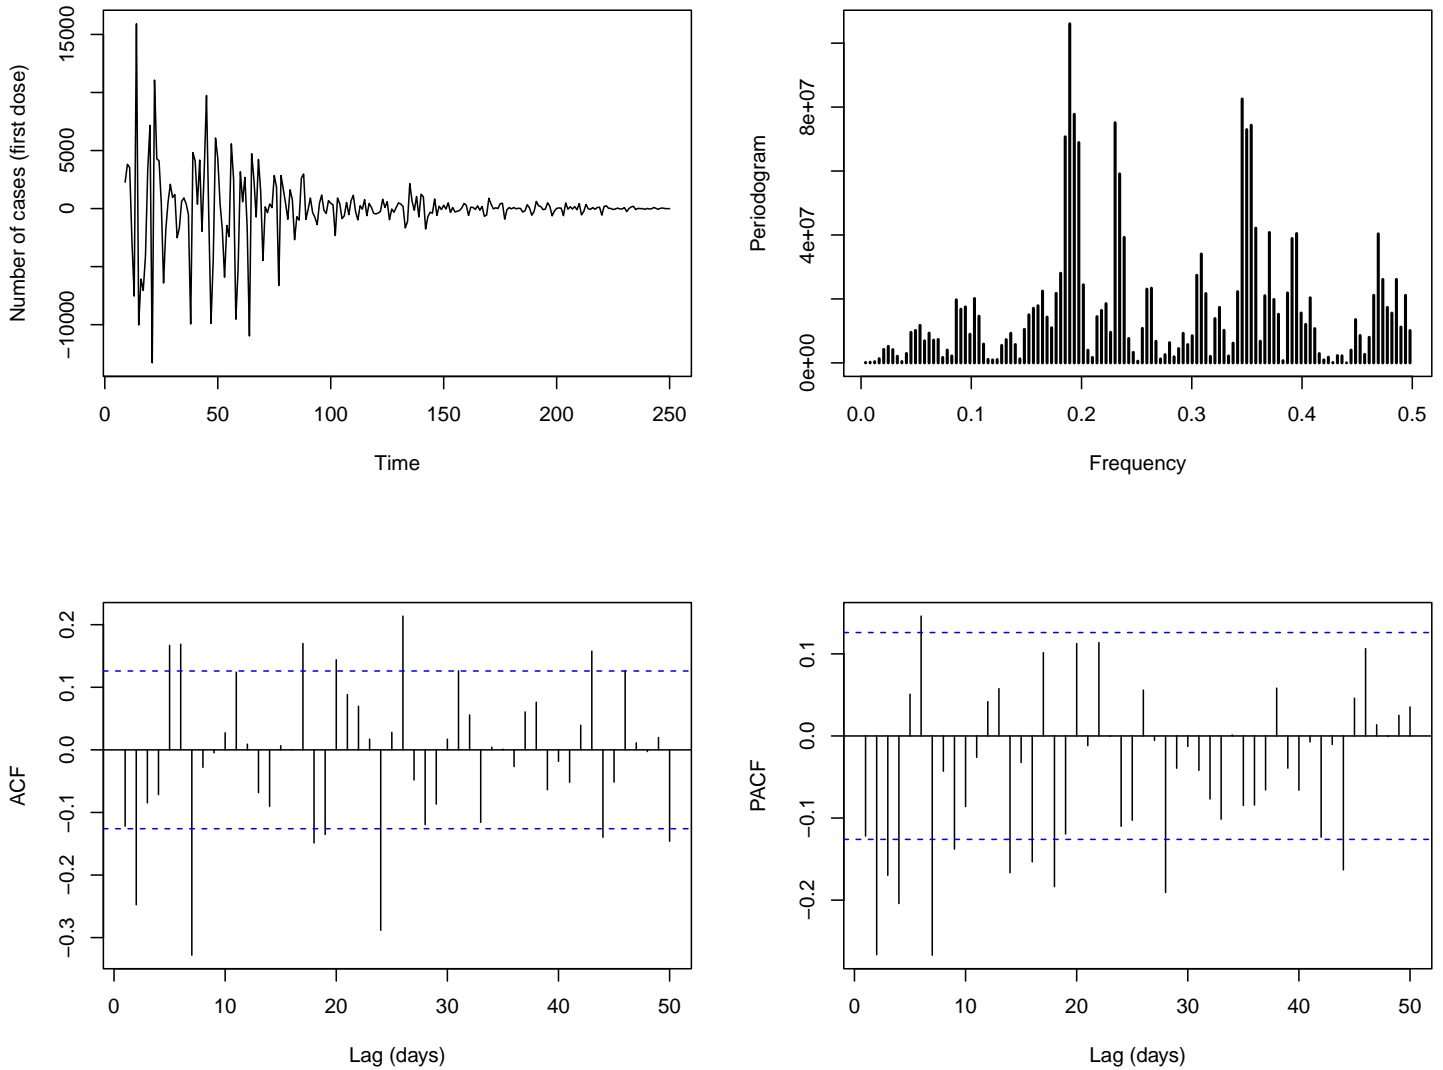 15000
5000
0
−10000
Number of cases (first dose)
0 50 100 150 200 250
Time
8e+07
4e+07
0e+00
Periodogram
0.0 0.1 0.2 0.3 0.4 0.5
Frequency
0.2
0.1
0.0
−0.1
−0.2
−0.3
ACF
0 10 20 30 40 50
Lag (days)
0.1
0.0
−0.1
−0.2
PACF
0 10 20 30 40 50
Lag (days)